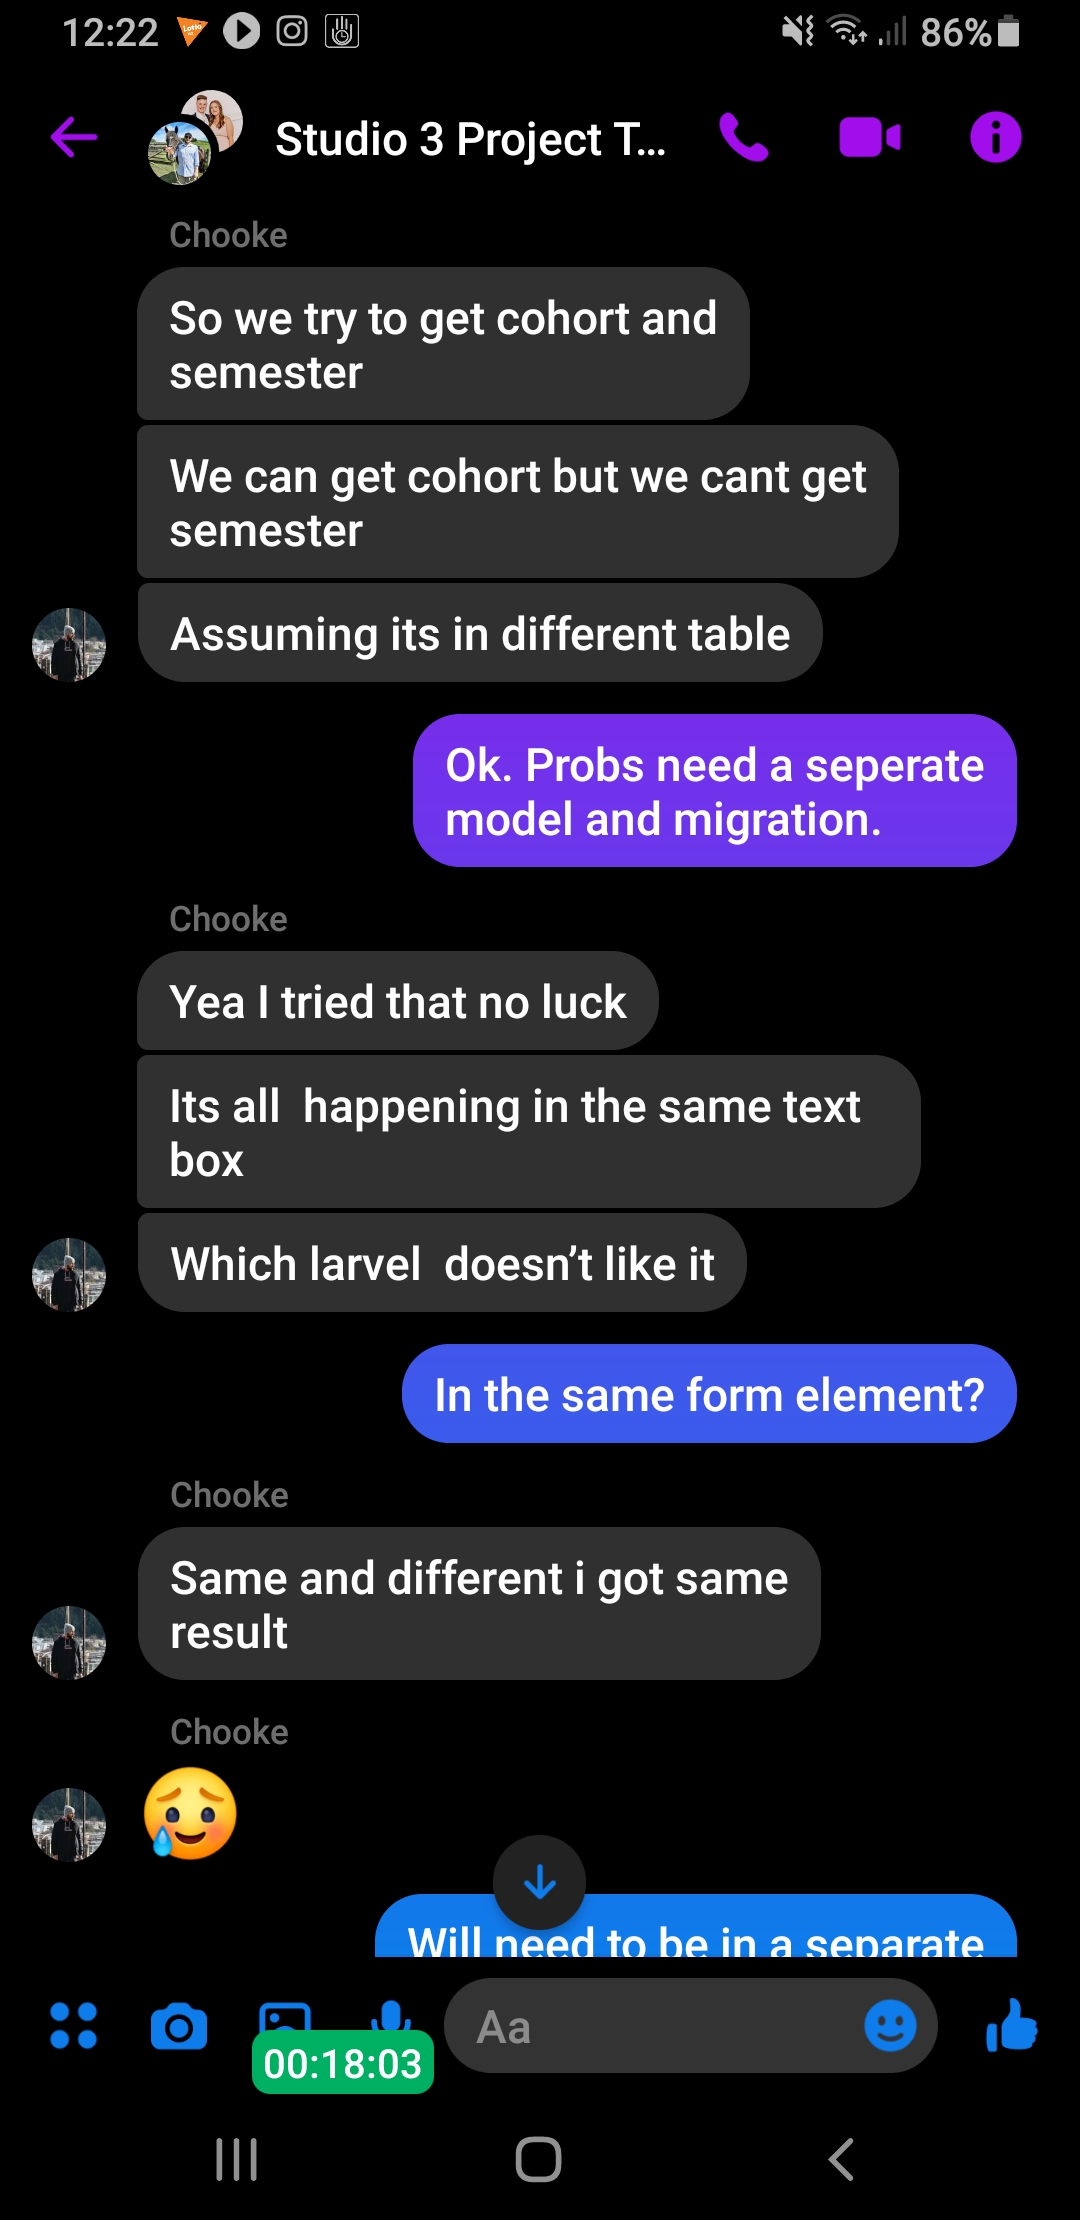 12:22
86%
Studio 3 Project T...
Chooke
So we try to get cohort and
semester
We can get cohort but we cant get
semester
Assuming its in different table
Ok. Probs need a seperate
model and migration.
Chooke
Yea I tried that no luck
Its all  happening in the same text
box
Which larvel  doesn’t like it
In the same form element?
Chooke
Same and different i got same
result
Chooke
Will need to be in a separate
Aa
00:18:03